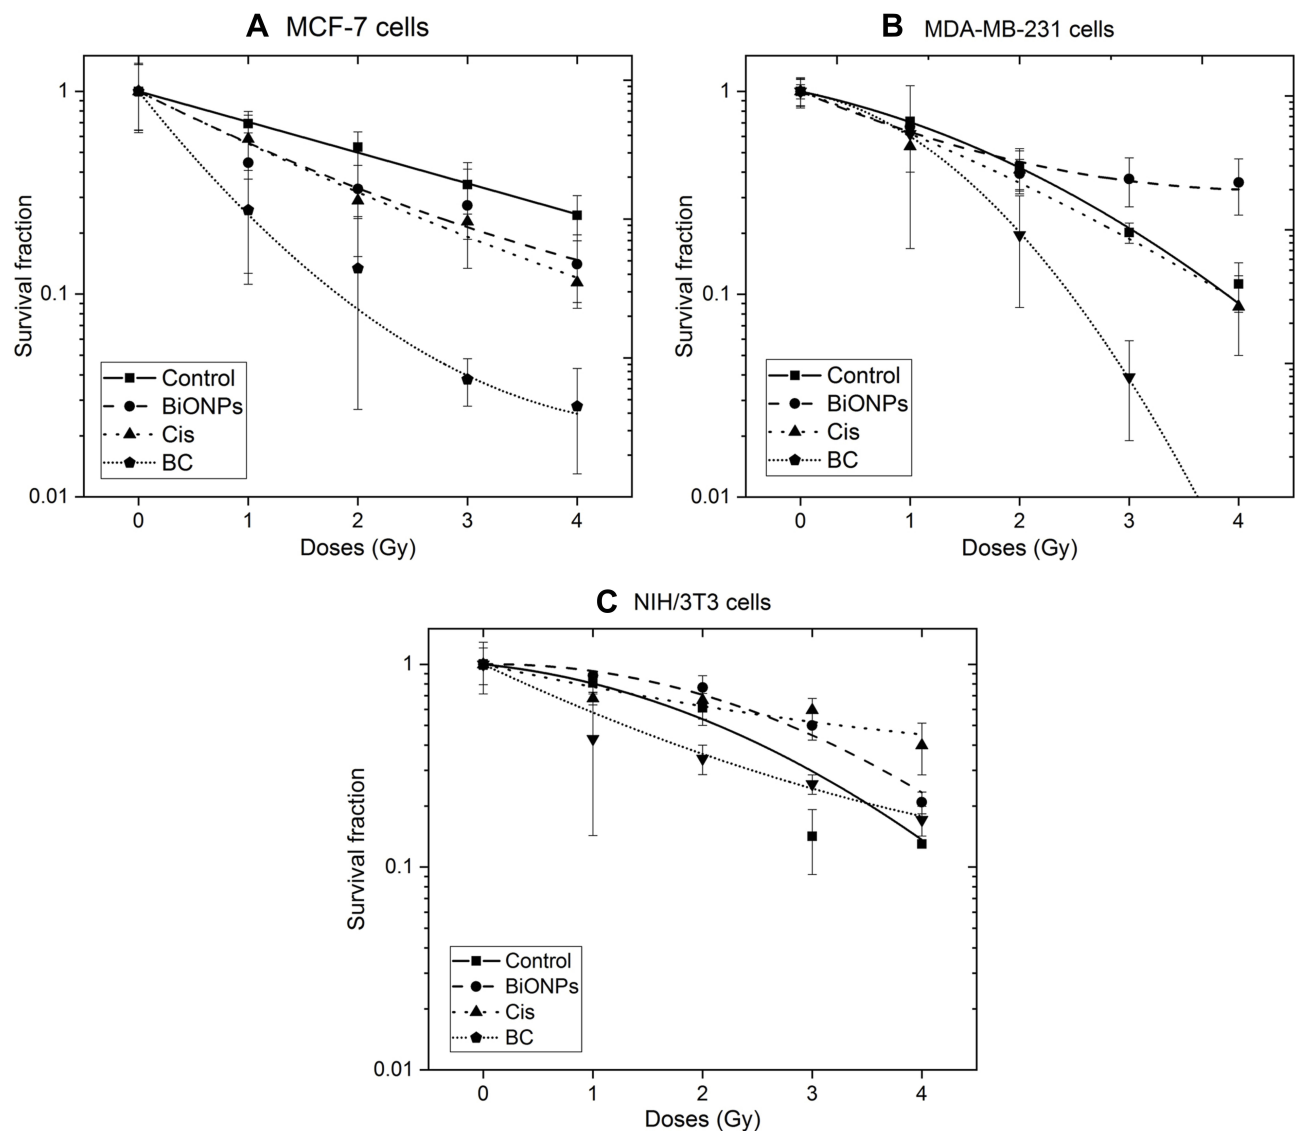 A MCF-7 cells
1
0.1
0.01
Survival fraction
Control
BiONPs
Cis
BC
0 1 2 3 4
Doses (Gy)
B MDA-MB-231 cells
1
0.1
0.01
Survival fraction
Control
BiONPs
Cis
BC
0 1 2 3 4
Doses (Gy)
C NIH/3T3 cells
1
0.1
0.01
Survival fraction
Control
BiONPs
Cis
BC
0 1 2 3 4
Doses (Gy)